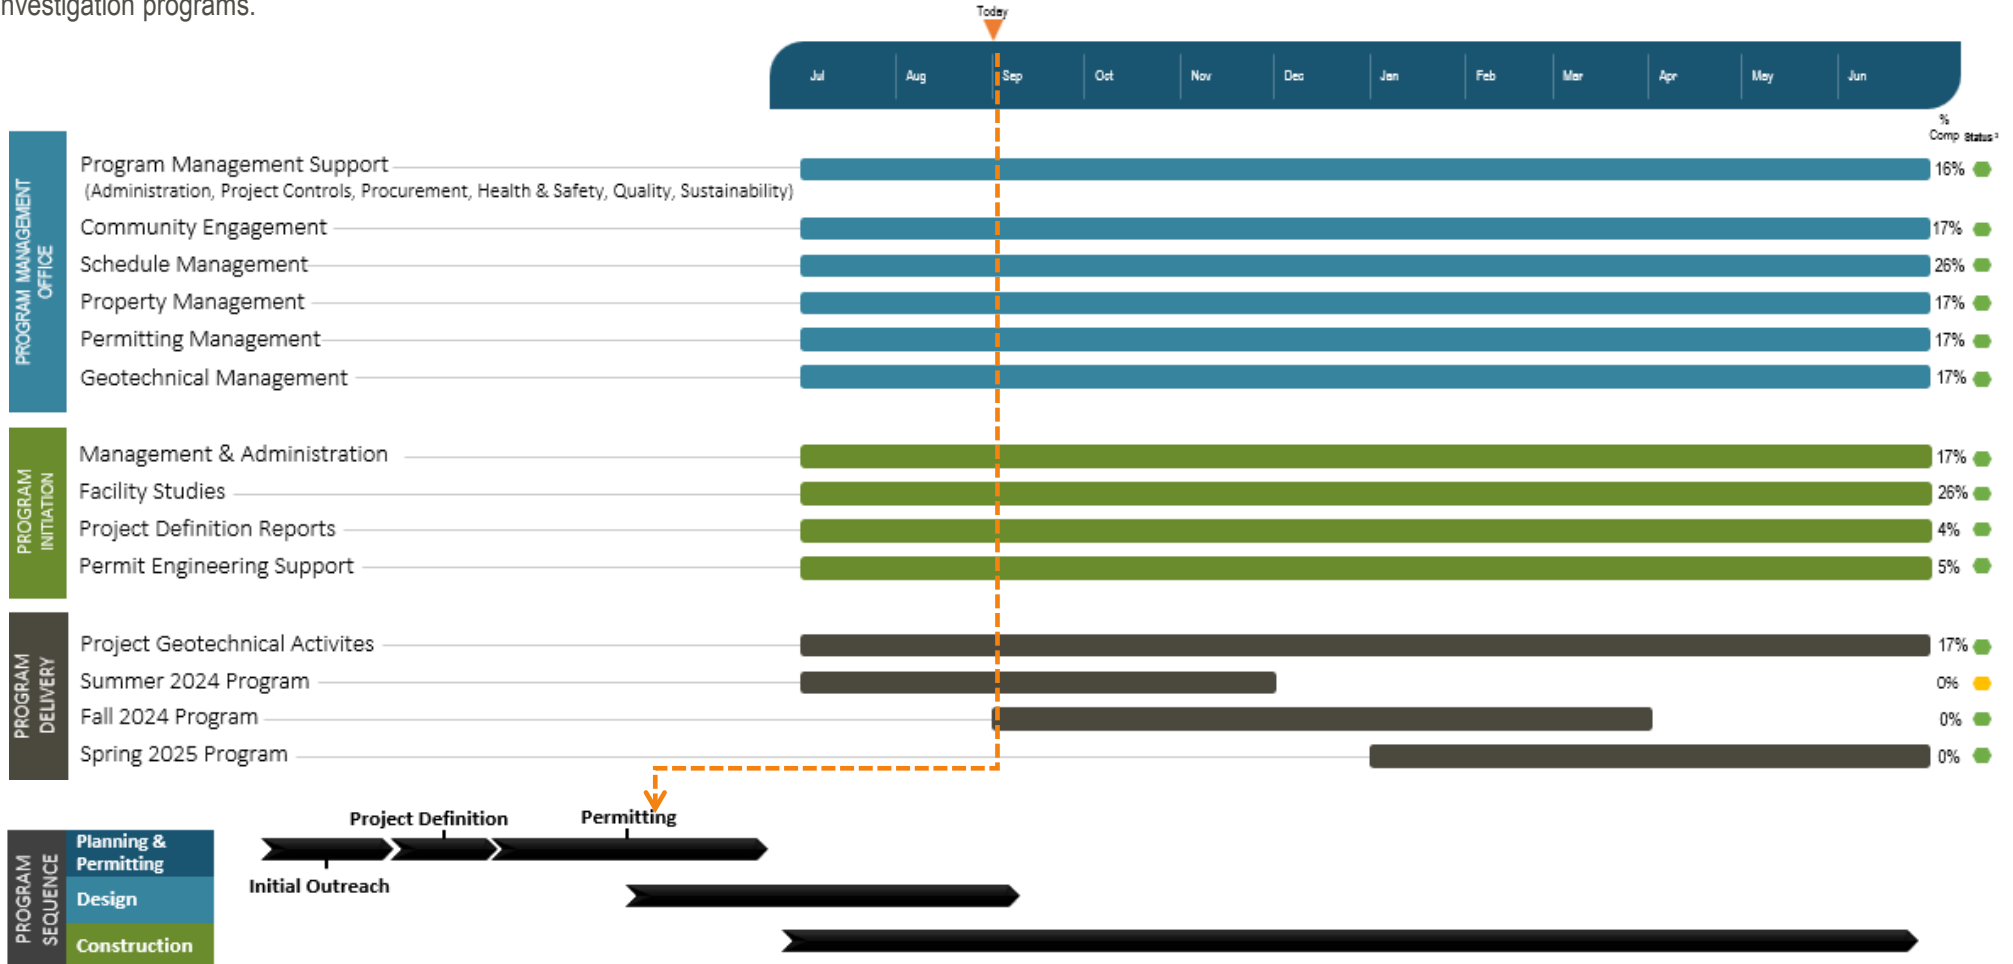 nvestigation programs.
Today
Jul Aug Sep Oct Nov Dec Jan Feb Mar Apr May Jun
%
Comp Status ³
PROGRAM MANAGEMENT
OFFICE
Program Management Support 16%
(Administration, Project Controls, Procurement, Health & Safety, Quality, Sustainability)
Community Engagement 17%
Schedule Management 26%
Property Management 17%
Permitting Management 17%
Geotechnical Management 17%
PROGRAM
INITIATION
Management & Administration 17%
Facility Studies 26%
Project Definition Reports 4%
Permit Engineering Support 5%
PROGRAM
DELIVERY
Project Geotechnical Activites 17%
Summer 2024 Program 0%
Fall 2024 Program 0%
Spring 2025 Program 0%
PROGRAM
SEQUENCE
Project Definition Permitting
Planning &
Permitting
Initial Outreach
Design
Construction